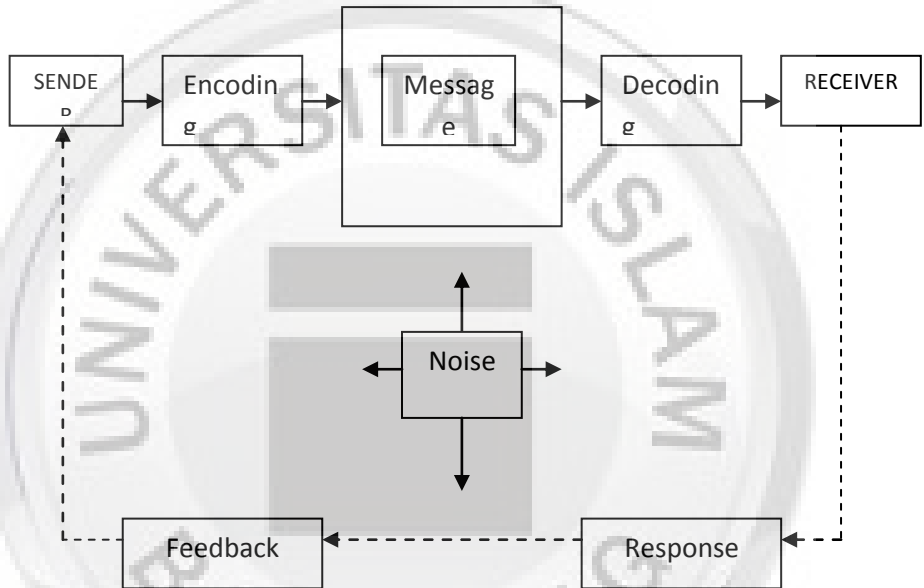 SENDE
R
Encodin
g
Messag
e
Decodin
g
RECEIVER
UNIVERSITAS ISLAM
Noise
Feedback
Response